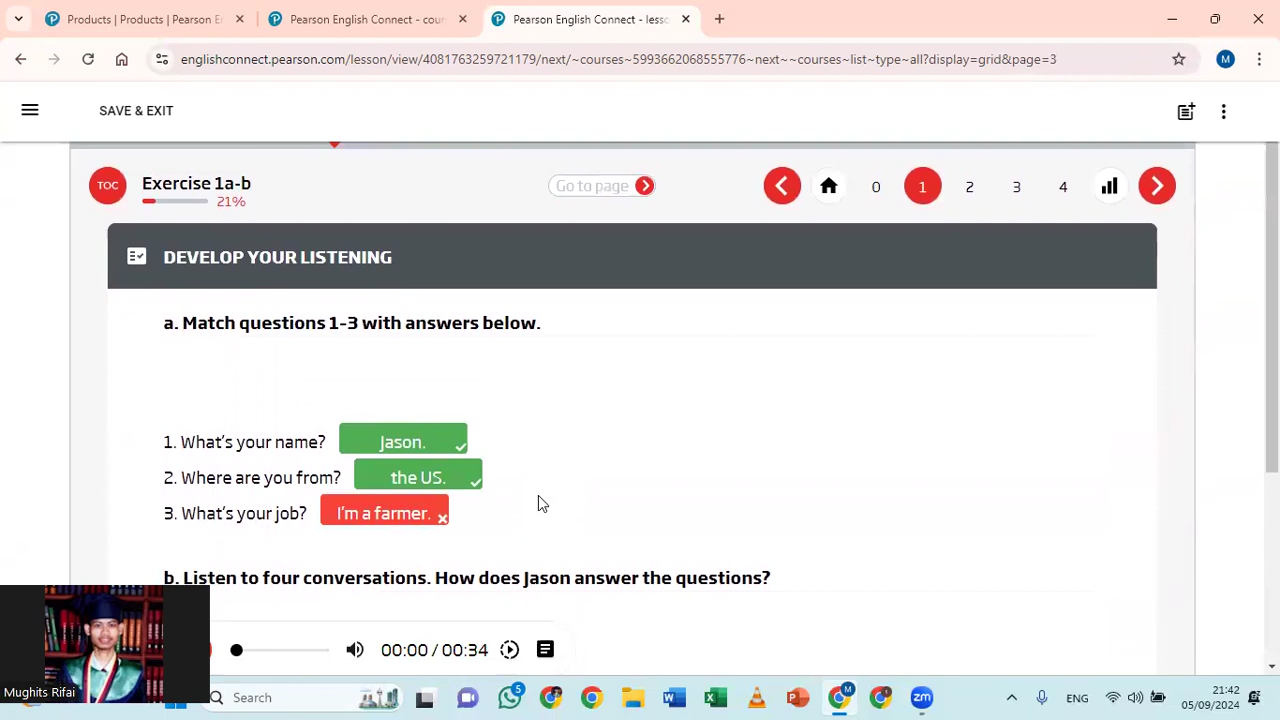 Products | Products | Pearson E
Pearson English Connect - cour
Pearson English Connect - less
englishconnect.pearson.com/lesson/view/4081763259721179/next/~courses~5993662068555776~next~~courses~list~type~all?display=grid&page=3
M
SAVE & EXIT
TOC
Exercise 1a-b
21%
Go to page
0 1 2 3 4
DEVELOP YOUR LISTENING
a. Match questions 1-3 with answers below.
1. What's your name? Jason.
2. Where are you from? the US.
3. What's your job? I'm a farmer.
b. Listen to four conversations. How does Jason answer the questions?
00:00 / 00:34
Mughits Rifai
Search
5
M
zm
ENG
21:42
05/09/2024